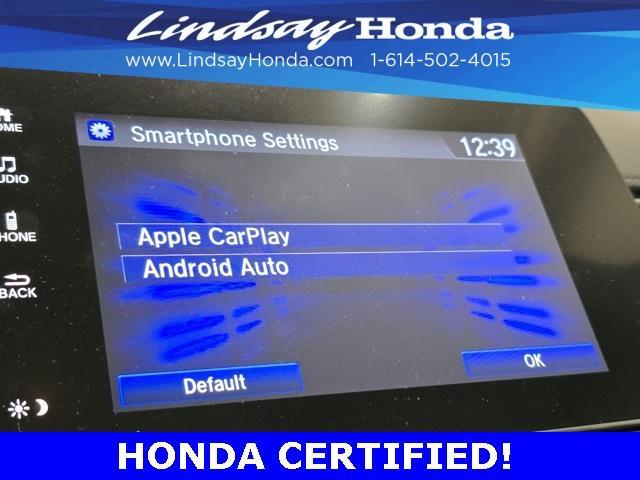 Lindsay Honda
www.LindsayHonda.com 1-614-502-4015
Smartphone Settings 12:39
Apple CarPlay
Android Auto
BACK
Default OK
HONDA CERTIFIED!